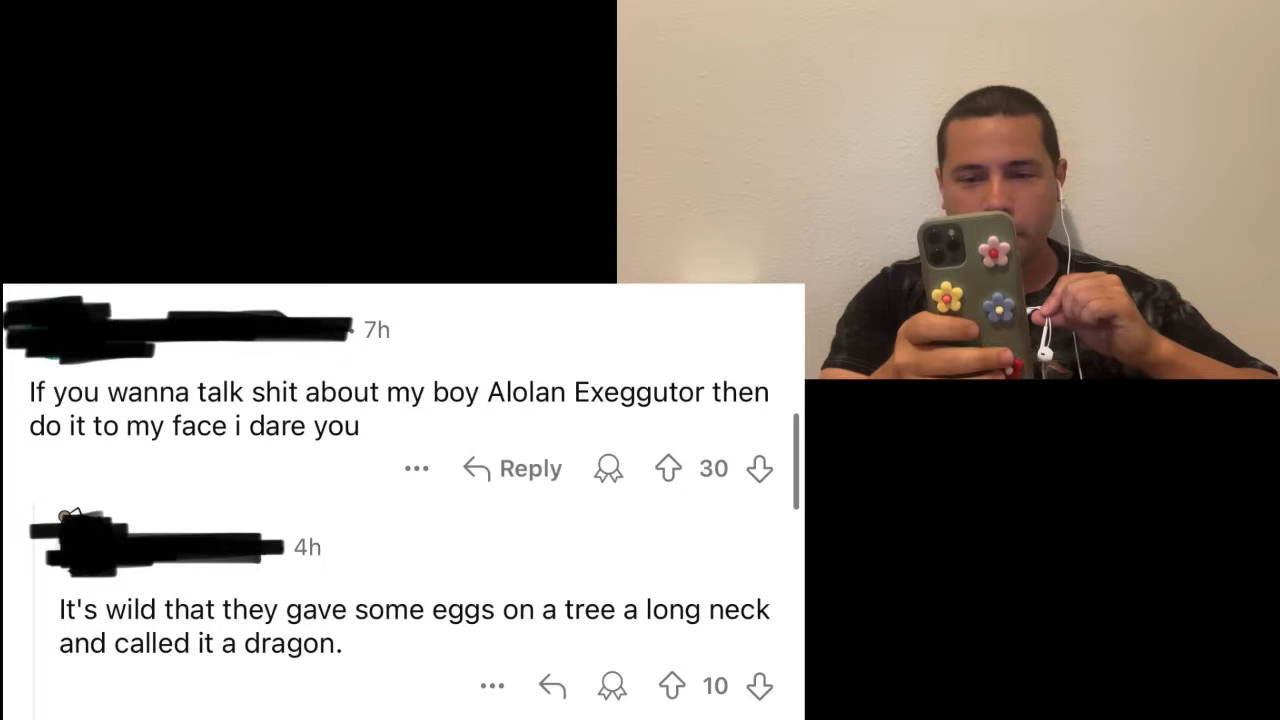 7h
If you wanna talk shit about my boy Alolan Exeggutor then
do it to my face i dare you
... Reply 30
4h
It's wild that they gave some eggs on a tree a long neck
and called it a dragon.
... 10